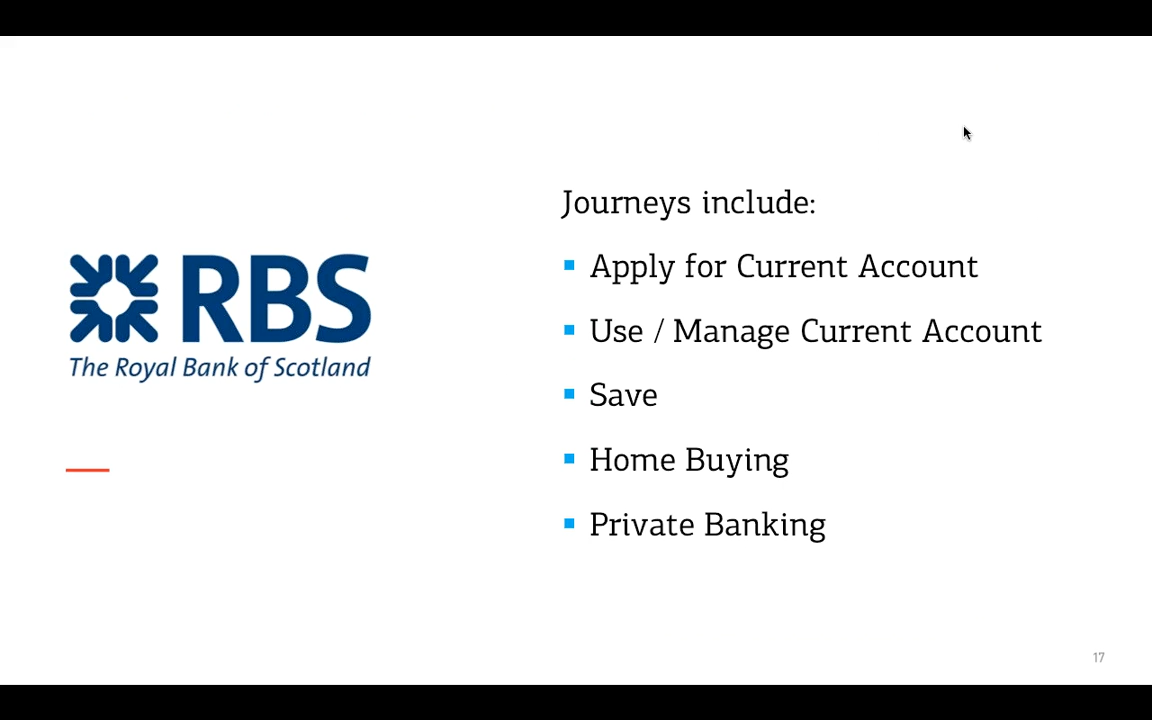 RBS
The Royal Bank of Scotland
Journeys include:
Apply for Current Account
Use / Manage Current Account
Save
Home Buying
Private Banking
17